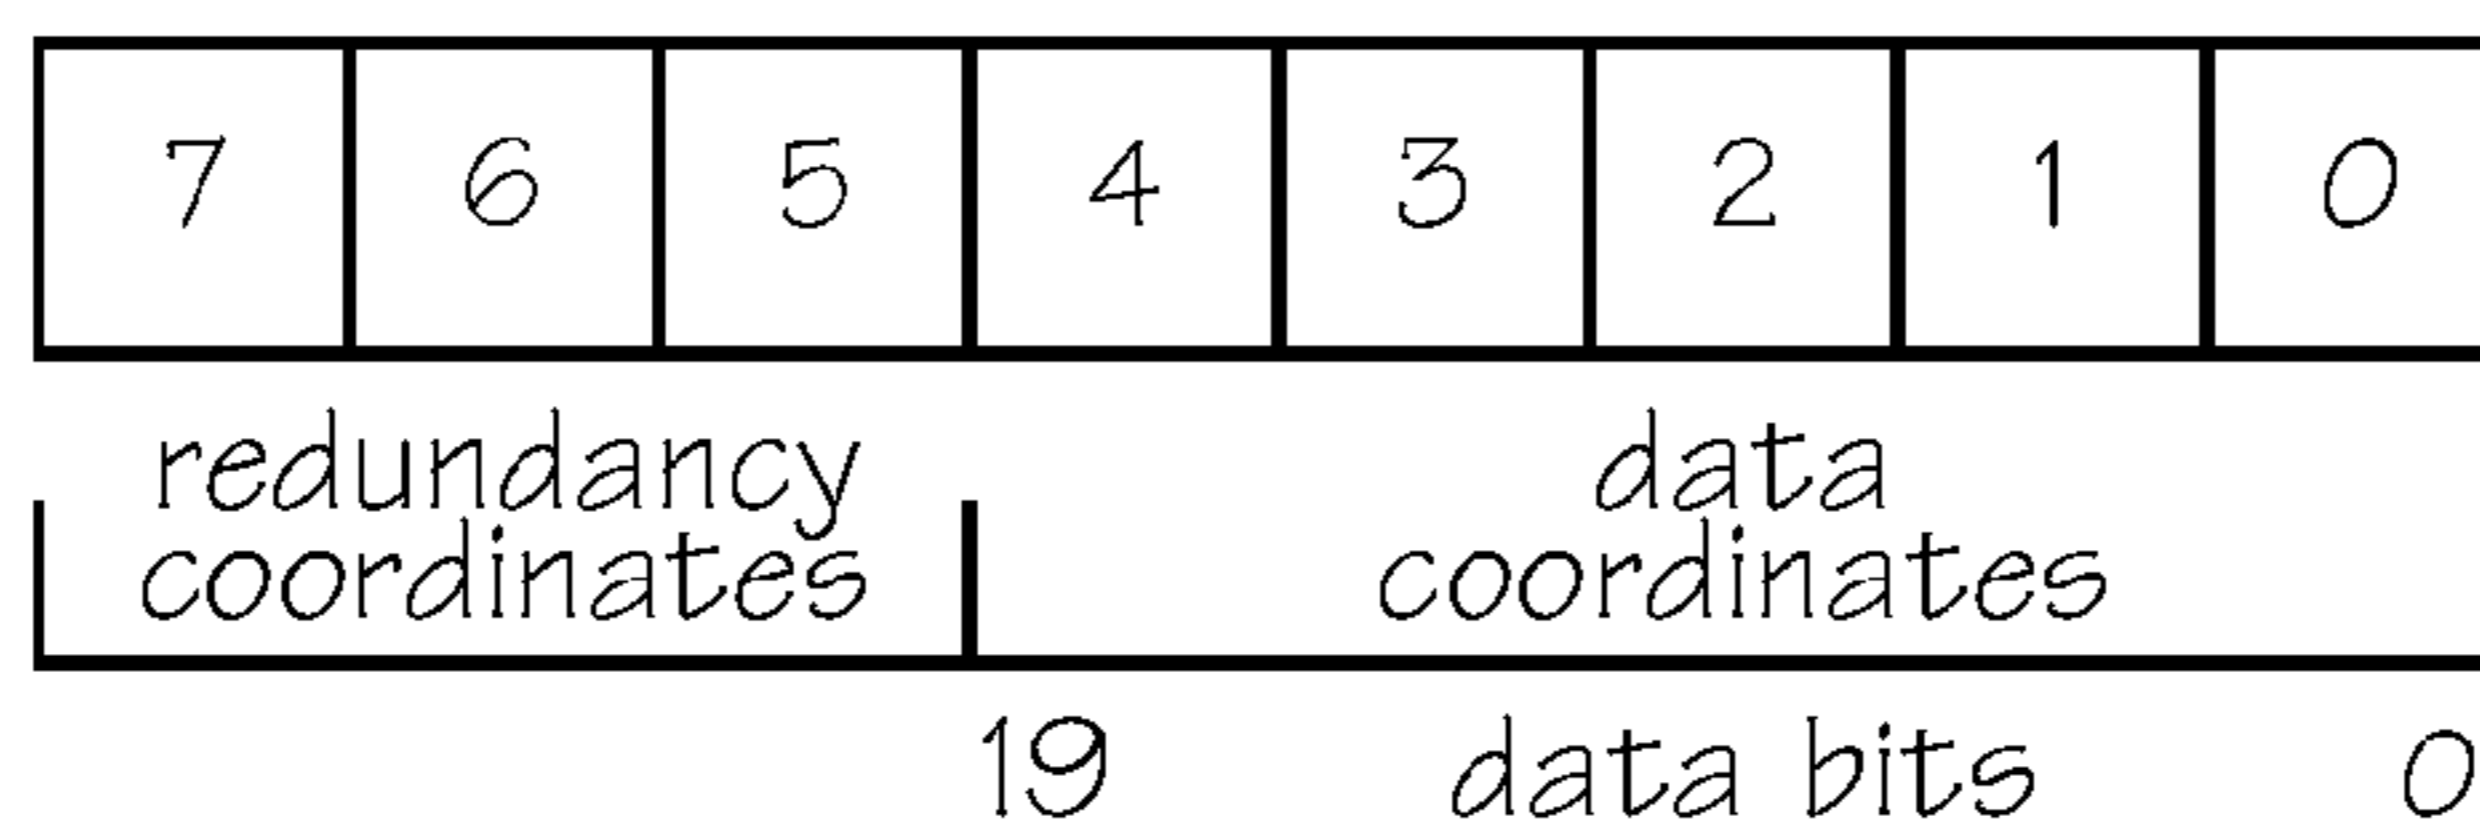 7 6 5 4 3 2 1 0
redundancy data
coordinates coordinates
19 data bits 0